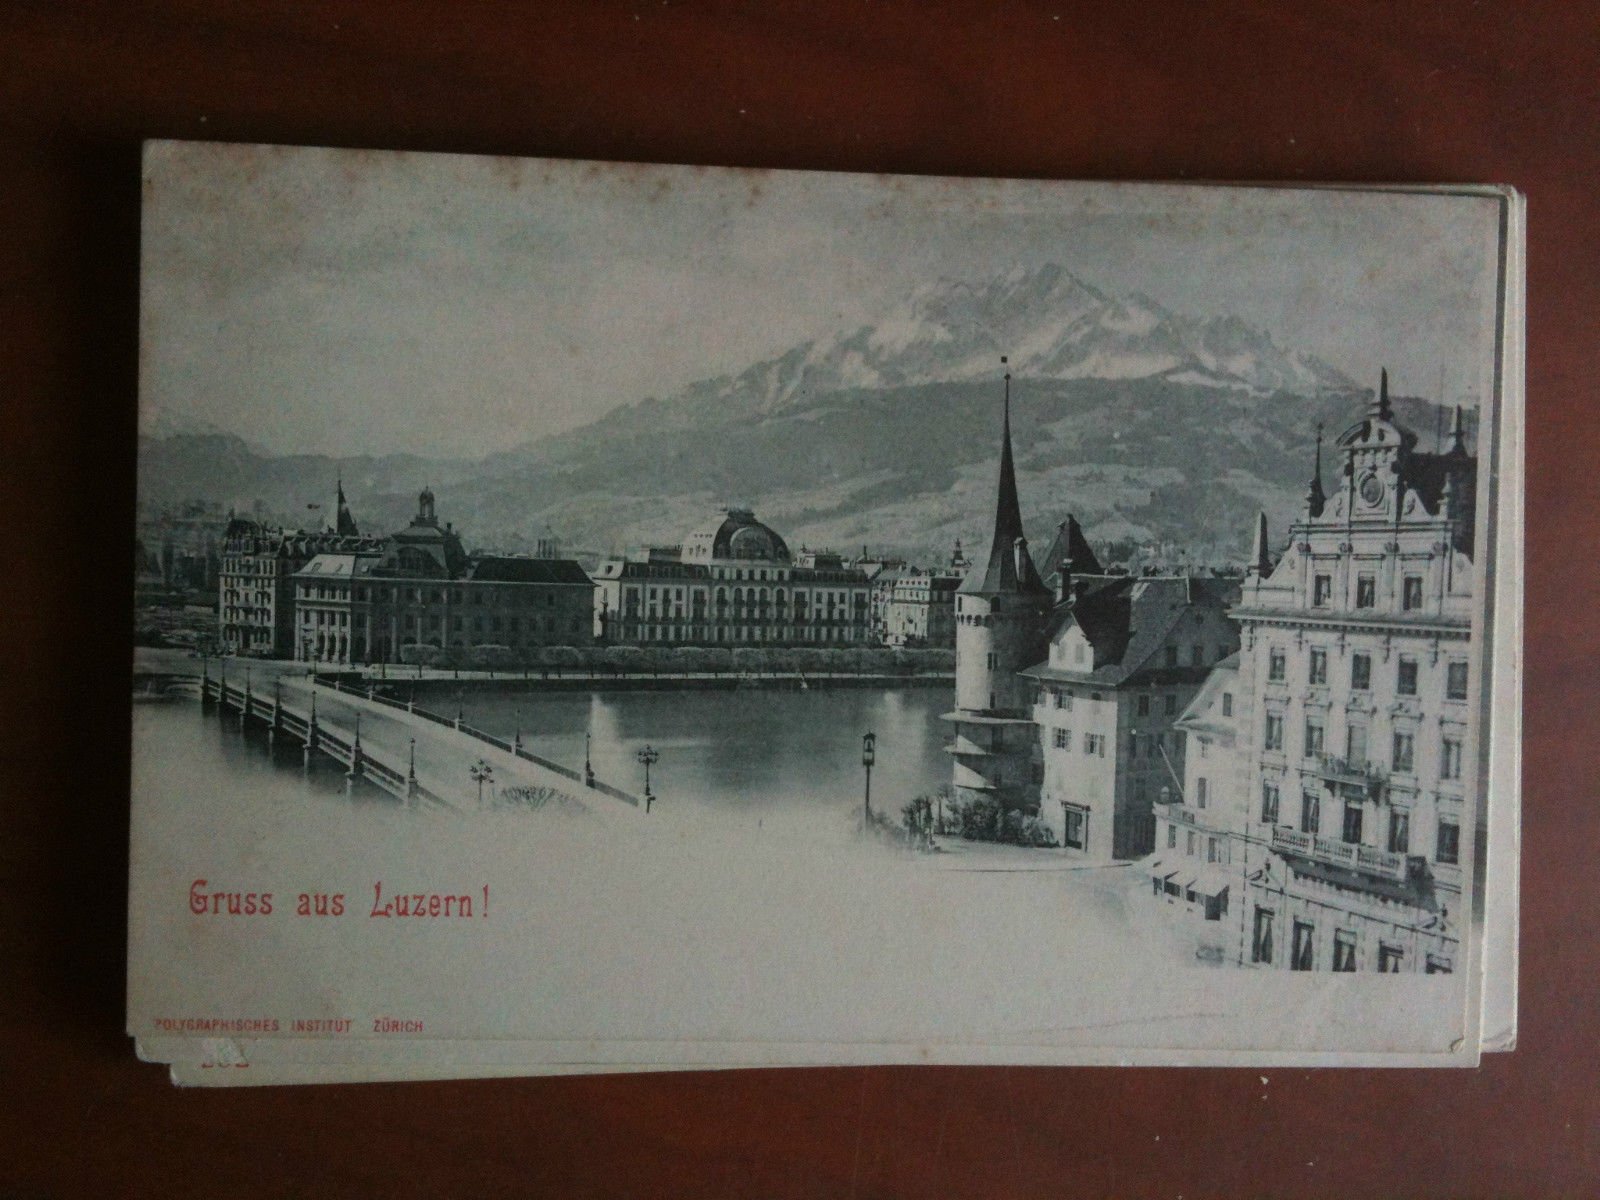 Gruss aus Luzern!
POLYGRAPHISCHES INSTITUT ZÜRICH